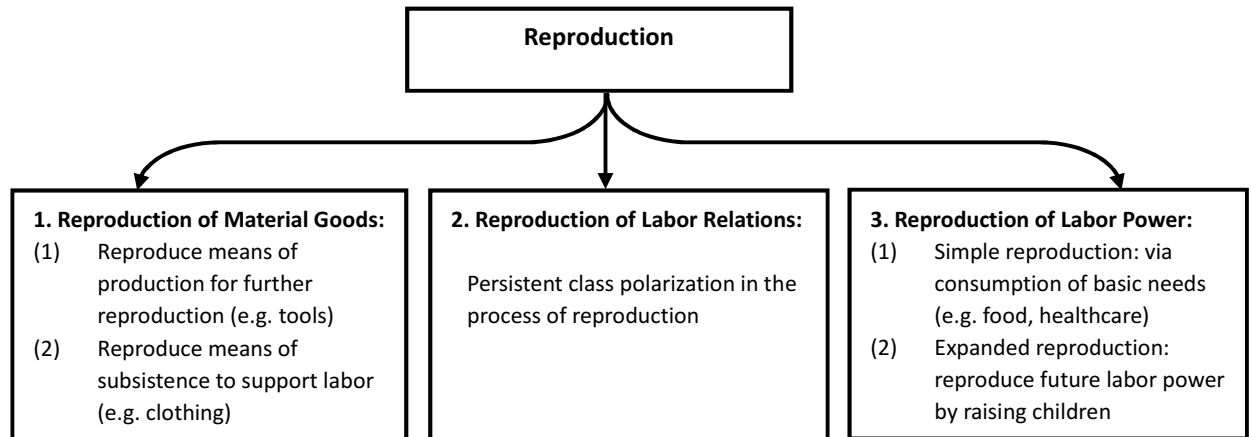 Reproduction
1. Reproduction of Material Goods:
(1) Reproduce means of
production for further
reproduction (e.g. tools)
(2) Reproduce means of
subsistence to support labor
(e.g. clothing)
2. Reproduction of Labor Relations:
Persistent class polarization in the
process of reproduction
3. Reproduction of Labor Power:
(1) Simple reproduction: via
consumption of basic needs
(e.g. food, healthcare)
(2) Expanded reproduction:
reproduce future labor power
by raising children